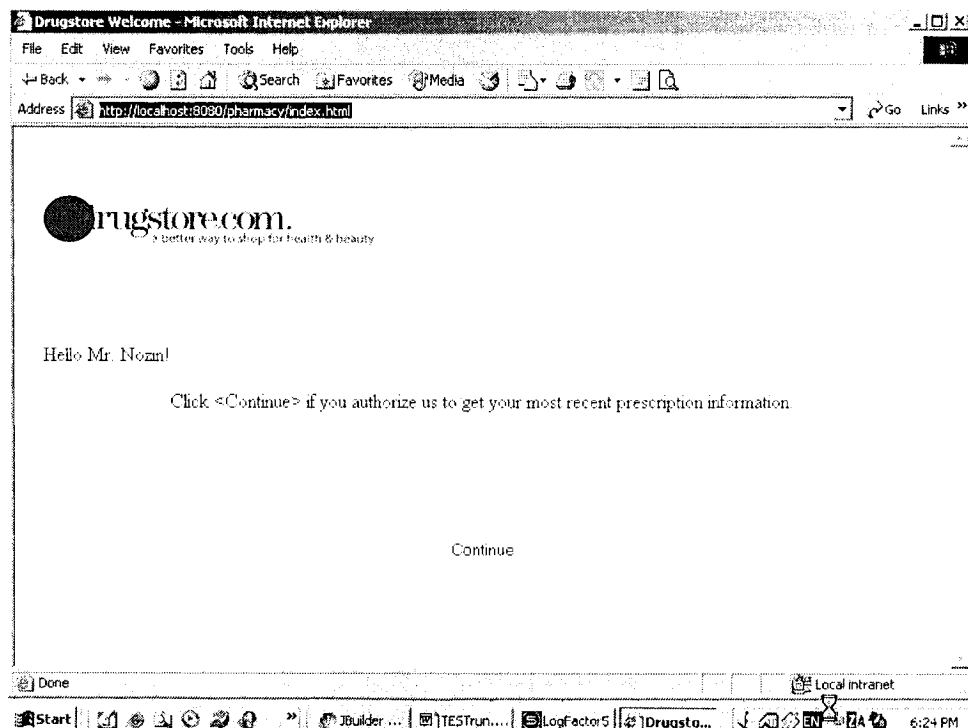 Drugstore Welcome - Microsoft Internet Explorer
File Edit View Favorites Tools Help
Back Search Favorites Media
Address http://localhost:8080/pharmacy/index.html Go Links »
drugstore.com.
a better way to shop for health & beauty
Hello Mr. Nozin!
Click <Continue> if you authorize us to get your most recent prescription information.
Continue
Done Local intranet
Start » JBuilder ... TESTrun.... LogFactor5 Drugsto... EN 6:24 PM